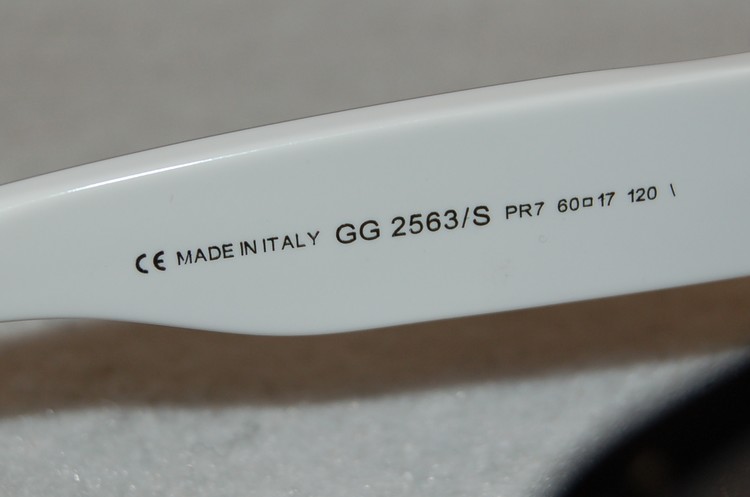 CE MADE IN ITALY GG 2563/S PR7 60□17 120 \